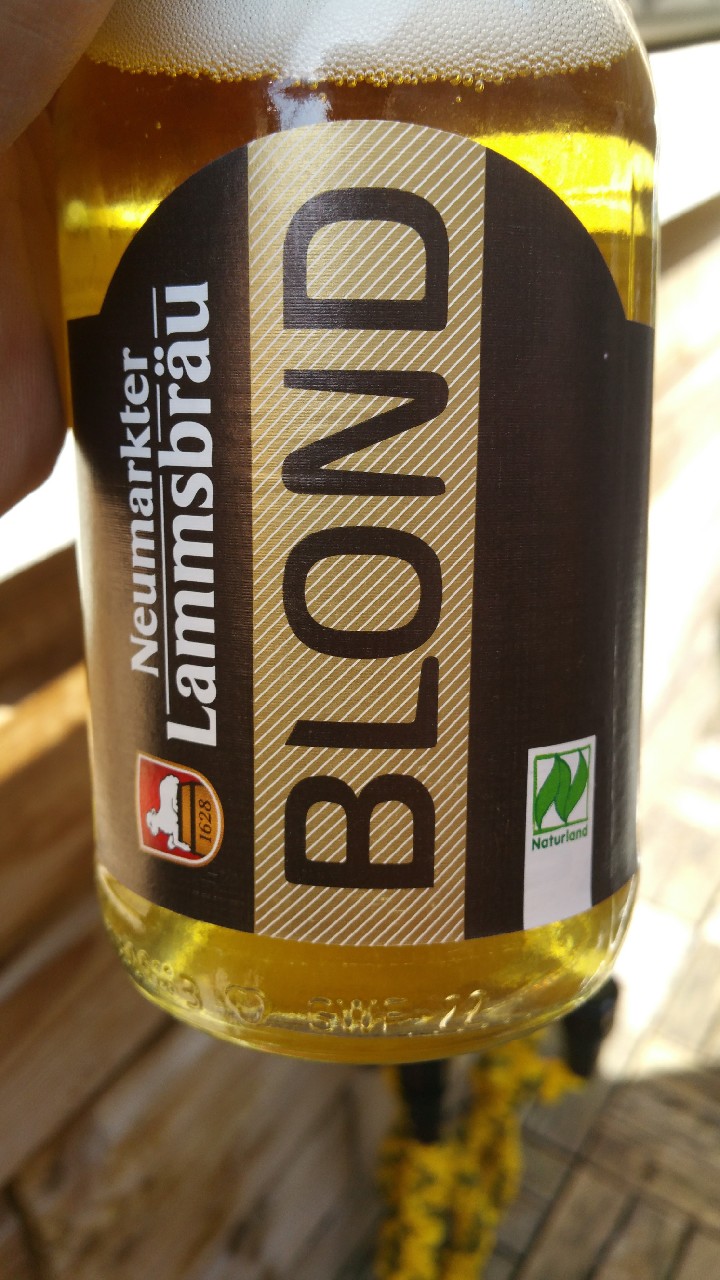 Neumarkter
Lammsbräu
1628
BLOND
Naturland